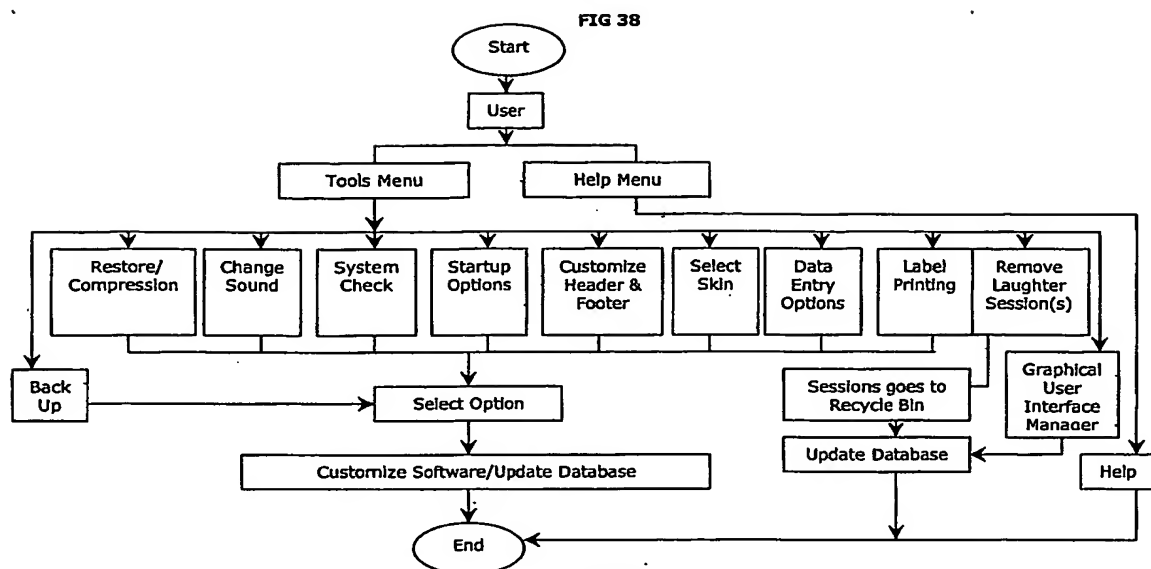 FIG 38
Start
User
Tools Menu
Help Menu
Restore/
Compression
Change
Sound
System
Check
Startup
Options
Customize
Header &
Footer
Select
Skin
Data
Entry
Options
Label
Printing
Remove
Laughter
Session(s)
Back
Up
Select Option
Sessions goes to
Recycle Bin
Graphical
User
Interface
Manager
Customize Software/Update Database
Update Database
Help
End